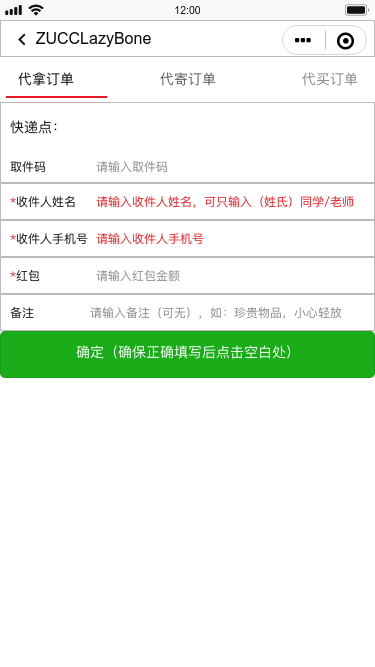 12:00
ZUCCLazyBone
代拿订单 代寄订单 代买订单
快递点：
取件码 请输入取件码
*收件人姓名 请输入收件人姓名，可只输入（姓氏）同学/老师
*收件人手机号 请输入收件人手机号
*红包 请输入红包金额
备注 请输入备注（可无），如：珍贵物品，小心轻放
确定（确保正确填写后点击空白处）